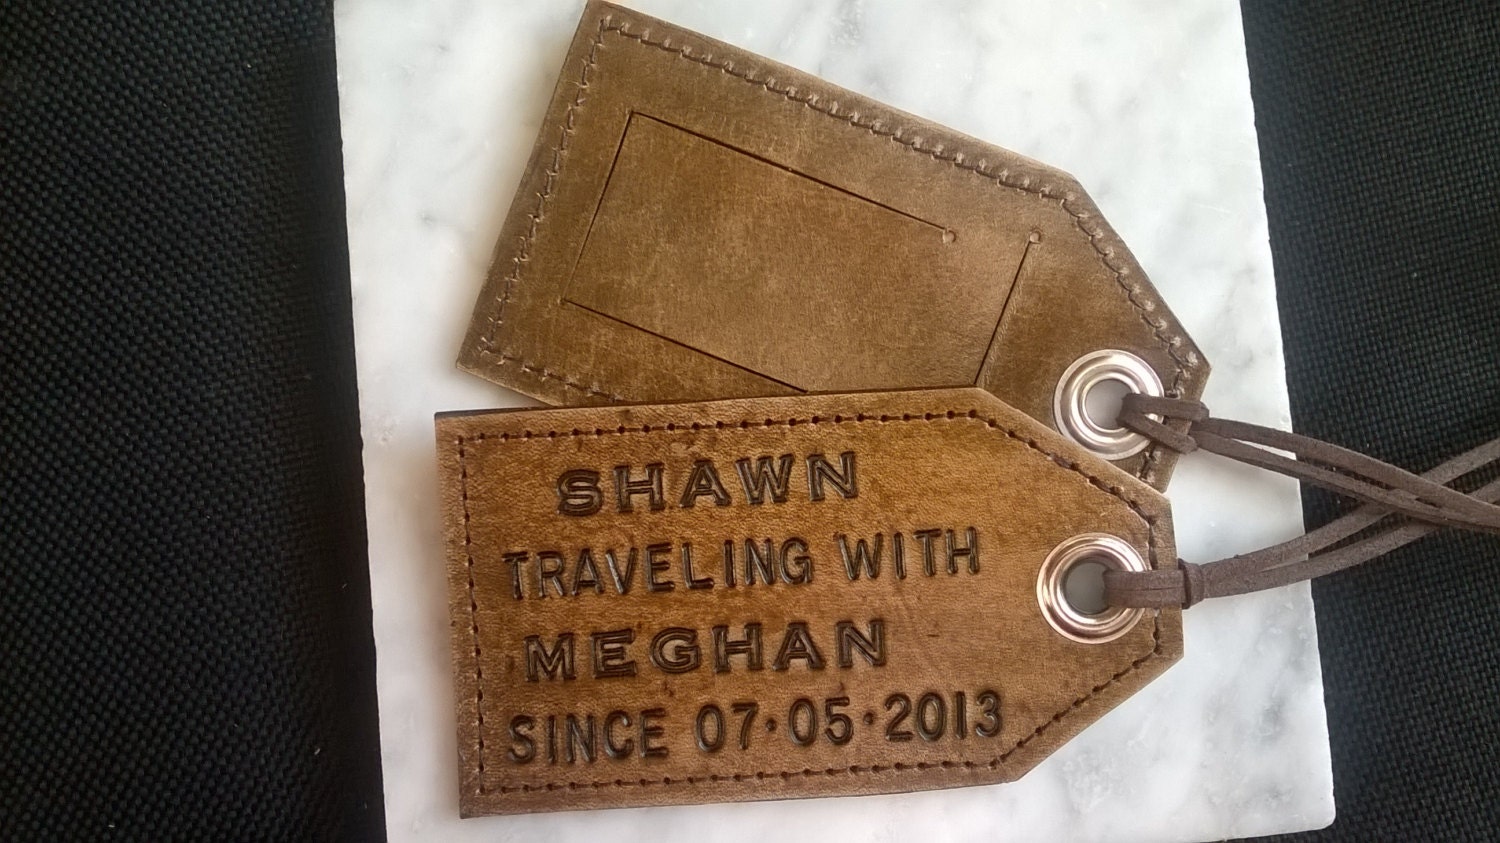 SHAWN
TRAVELING WITH
MEGHAN
SINCE 07·05·2013